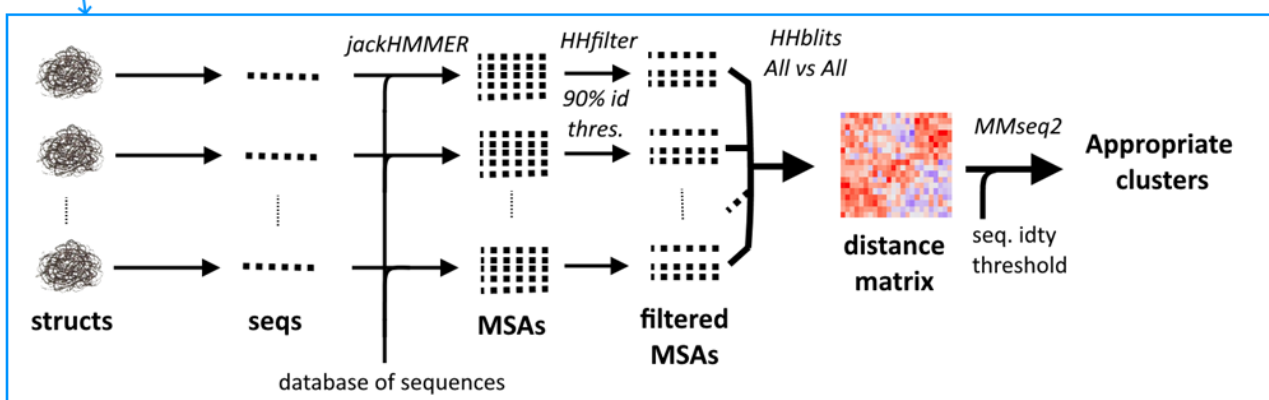 jackHMMER
HHfilter
90% id
thres.
HHblits
All vs All
MMseq2
Appropriate
clusters
seq. idty
threshold
distance
matrix
structs
seqs
MSAs
filtered
MSAs
database of sequences